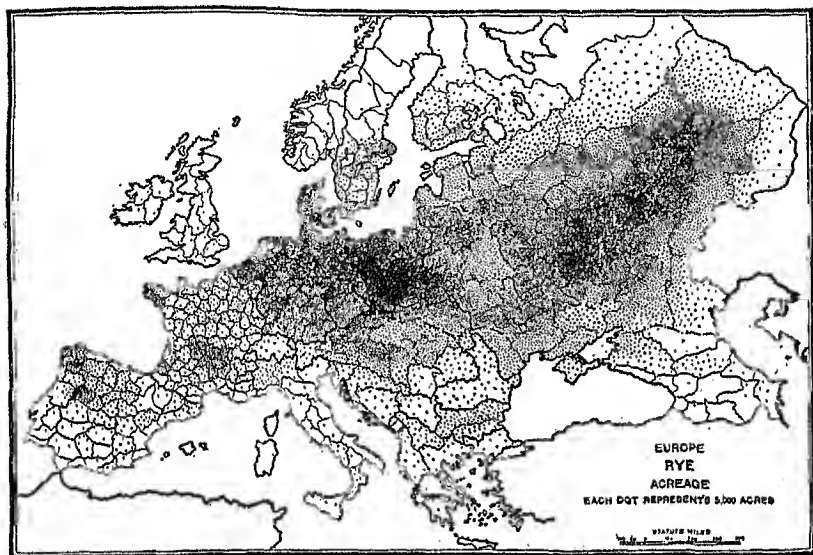 EUROPE
RYE
ACREAGE
EACH DOT REPRESENTS 5,000 ACRES
STATUTE MILES